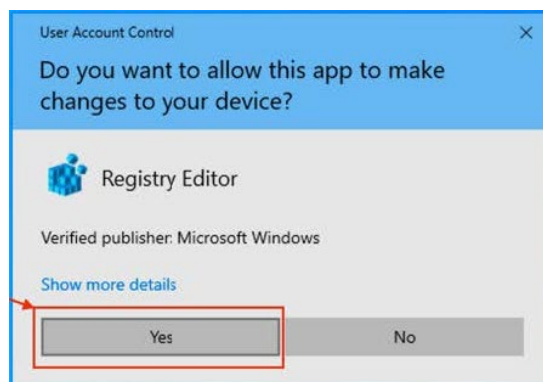 User Account Control
Do you want to allow this app to make
changes to your device?
Registry Editor
Verified publisher: Microsoft Windows
Show more details
Yes
No